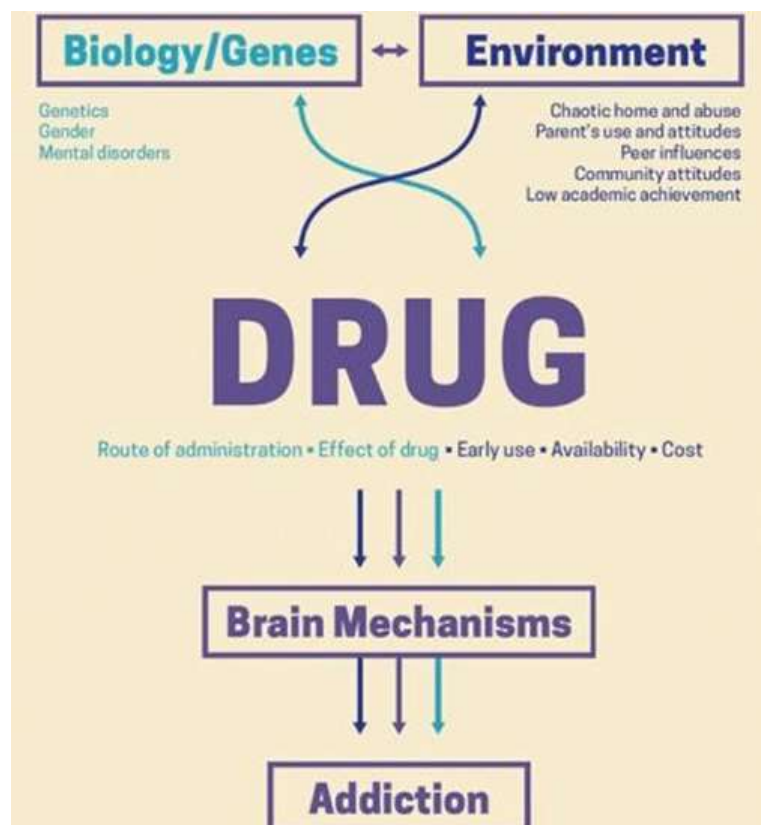 Biology/Genes
Environment
Genetics
Gender
Mental disorders
Chaotic home and abuse
Parent's use and attitudes
Peer influences
Community attitudes
Low academic achievement
DRUG
Route of administration ▪ Effect of drug ▪ Early use ▪ Availability ▪ Cost
Brain Mechanisms
Addiction